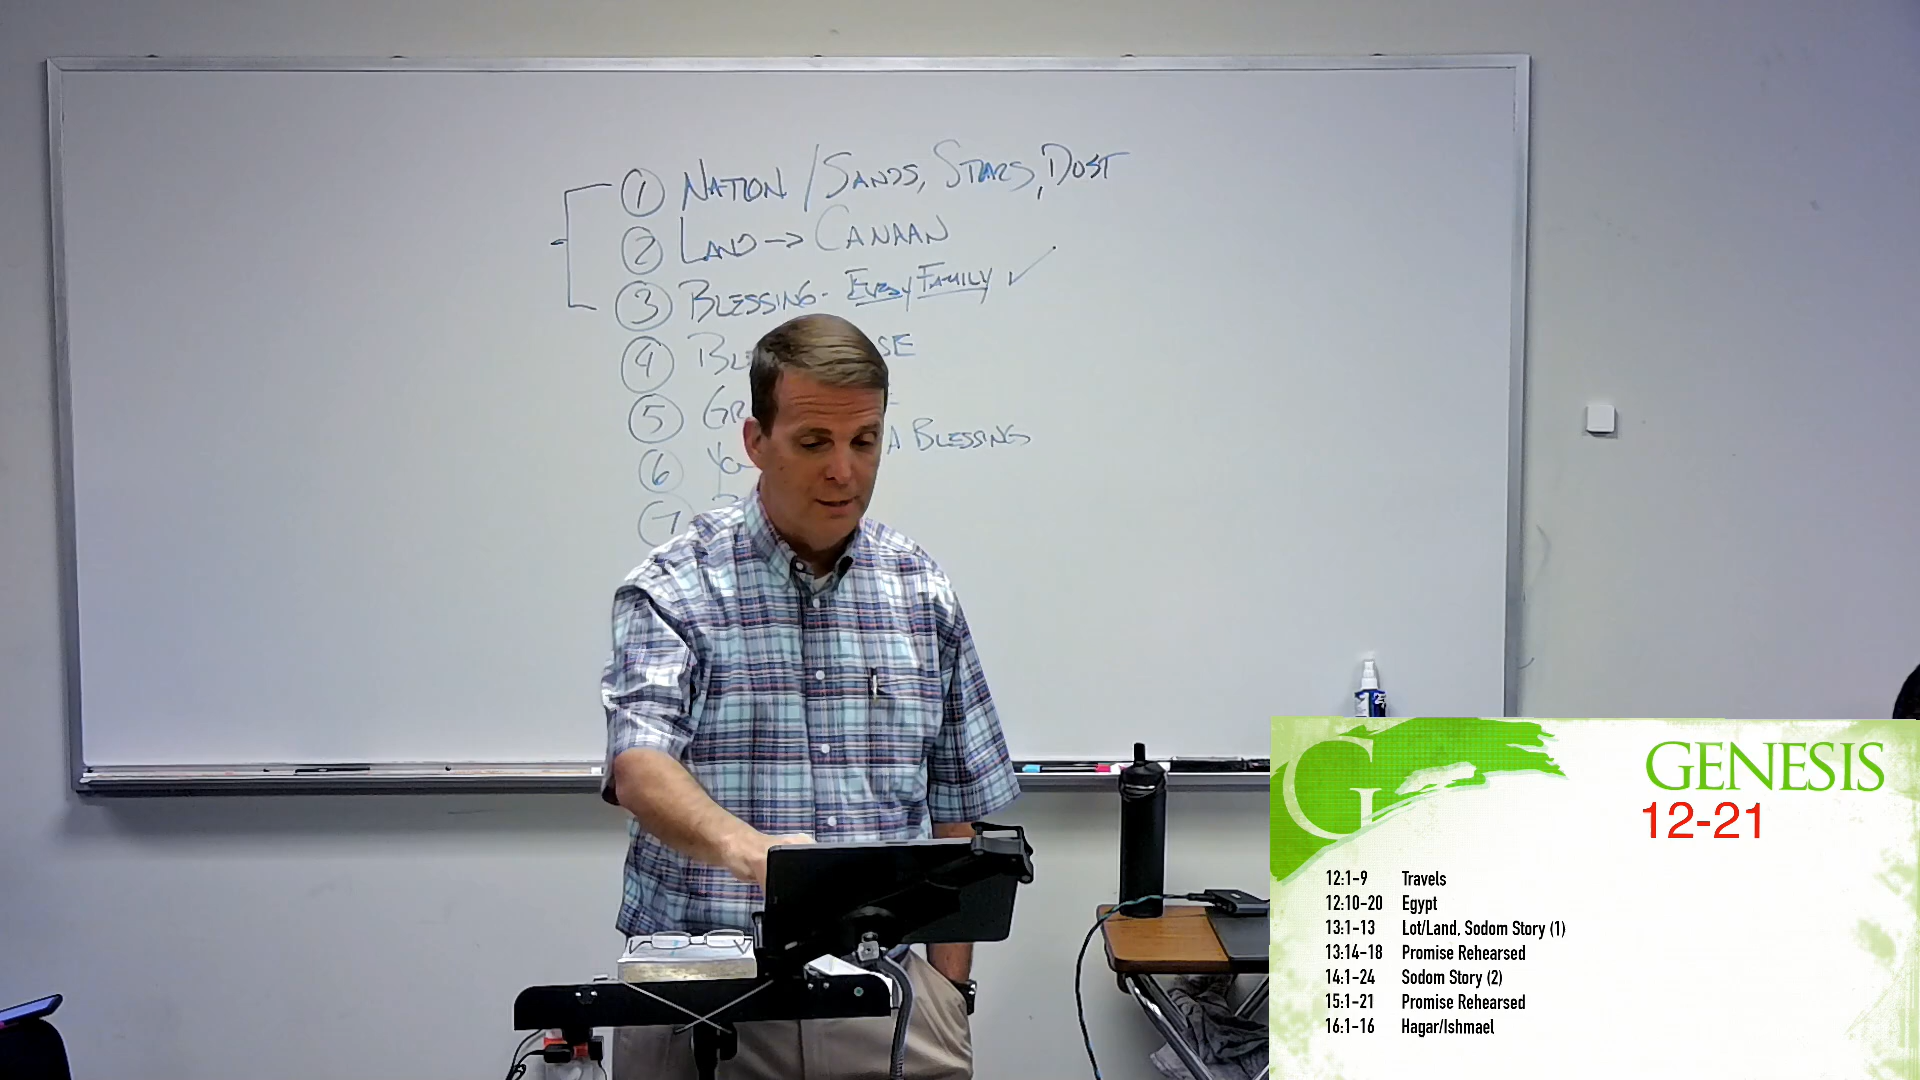 ① NATION / SANDS, STARS, DUST
② LAND → CANAAN
③ BLESSING - EVERY FAMILY ✓
④
⑤
⑥ A BLESSING
⑦
G
GENESIS
12-21
12:1-9 Travels
12:10-20 Egypt
13:1-13 Lot/Land, Sodom Story (1)
13:14-18 Promise Rehearsed
14:1-24 Sodom Story (2)
15:1-21 Promise Rehearsed
16:1-16 Hagar/Ishmael